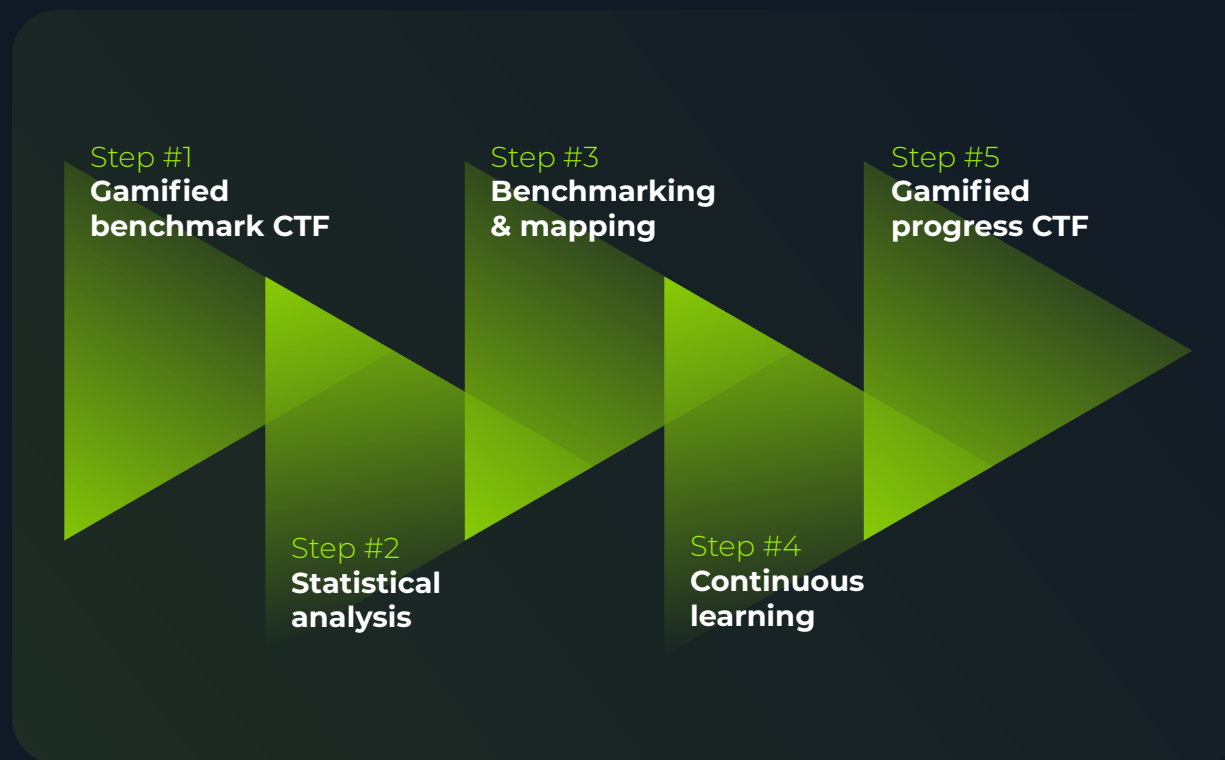 Step #1
Gamified
benchmark CTF
Step #2
Statistical
analysis
Step #3
Benchmarking
& mapping
Step #4
Continuous
learning
Step #5
Gamified
progress CTF